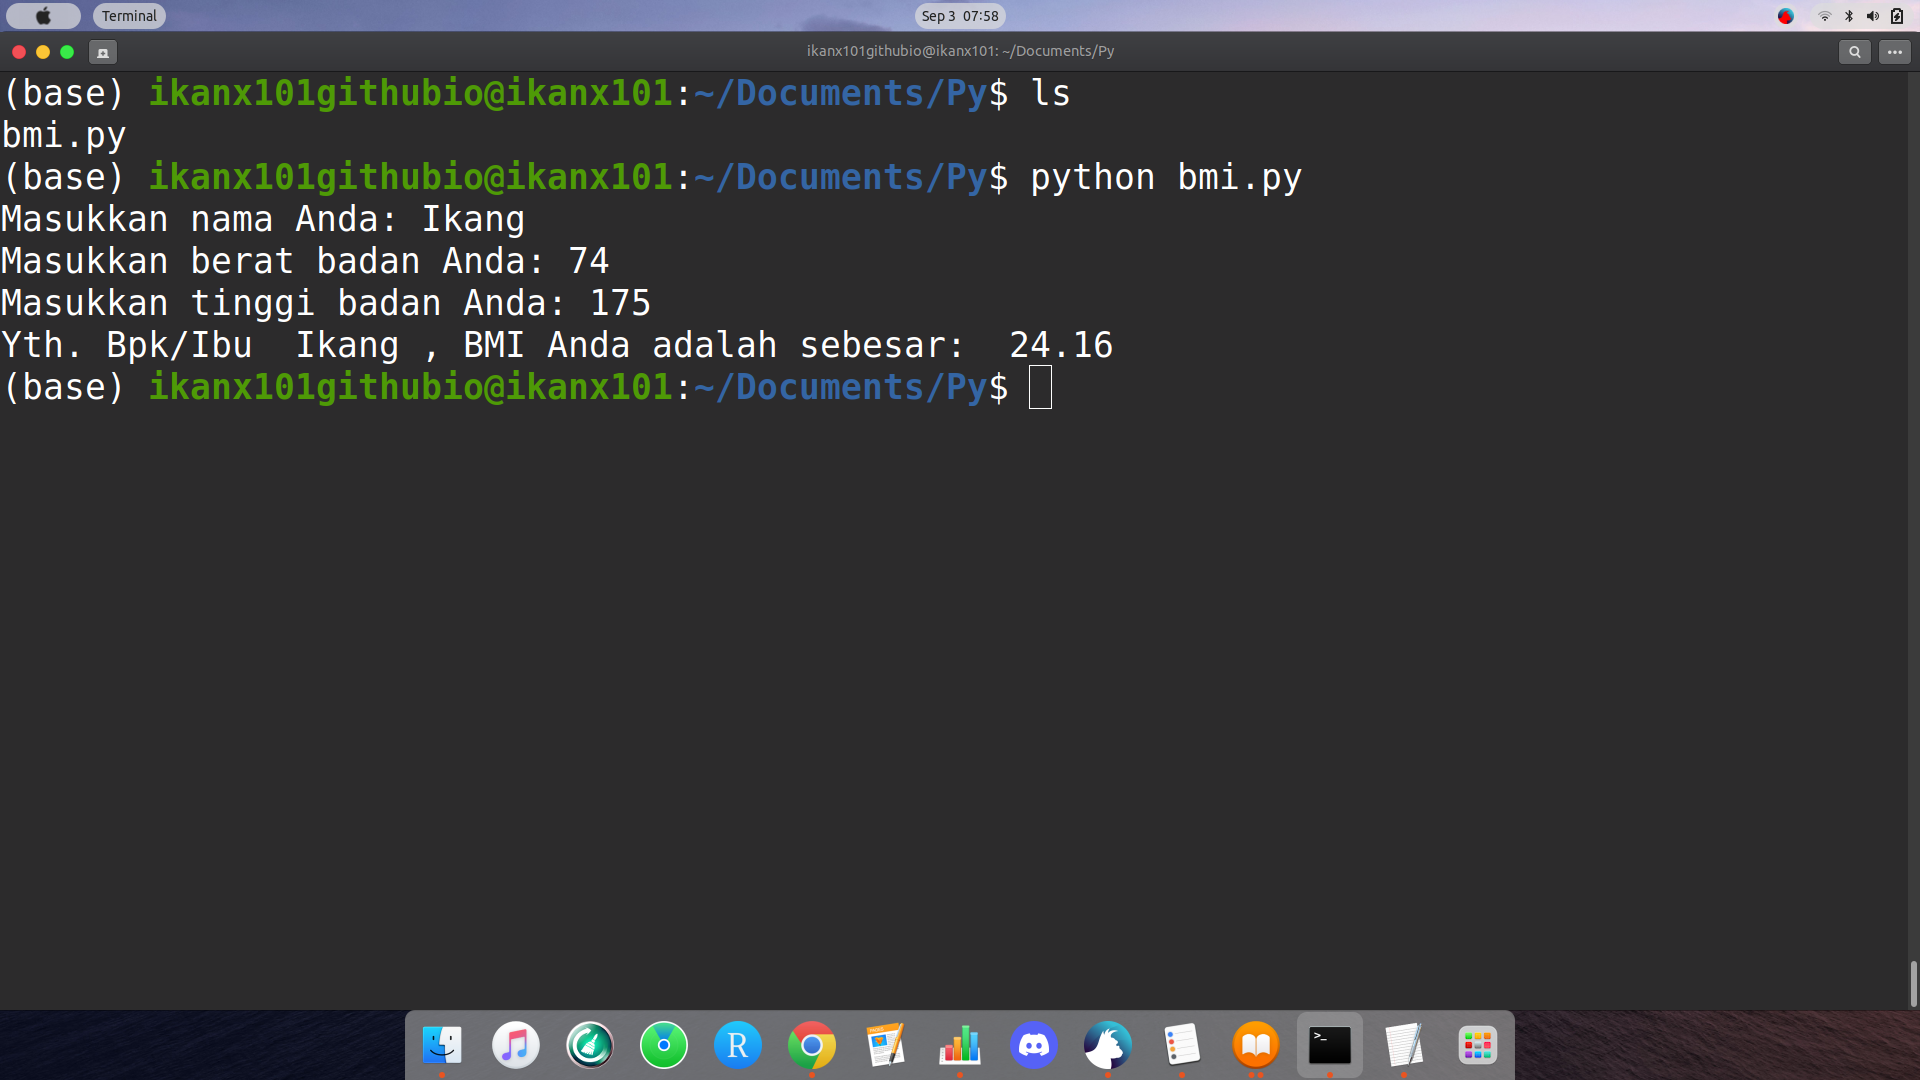 Terminal
Sep 3 07:58
ikanx101githubio@ikanx101: ~/Documents/Py
(base) ikanx101githubio@ikanx101:~/Documents/Py$ ls
bmi.py
(base) ikanx101githubio@ikanx101:~/Documents/Py$ python bmi.py
Masukkan nama Anda: Ikang
Masukkan berat badan Anda: 74
Masukkan tinggi badan Anda: 175
Yth. Bpk/Ibu  Ikang , BMI Anda adalah sebesar:  24.16
(base) ikanx101githubio@ikanx101:~/Documents/Py$
R
>_